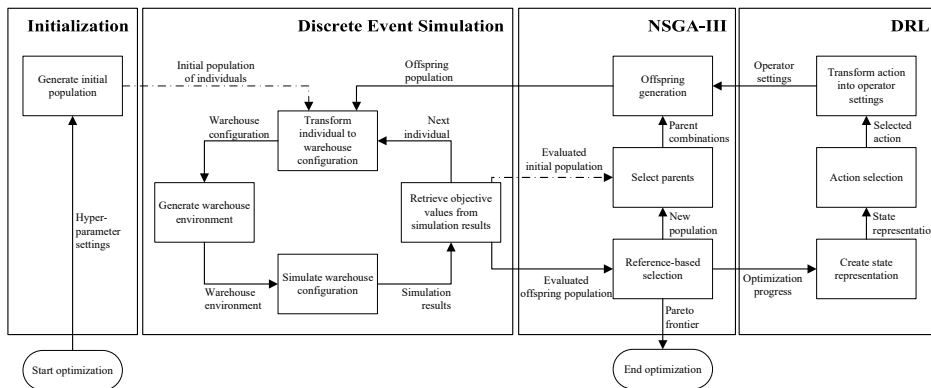 Initialization
Discrete Event Simulation
NSGA-III
DRL
Generate initial
population
Initial population
of individuals
Offspring
population
Offspring
generation
Operator
settings
Transform action
into operator
settings
Warehouse
configuration
Transform
individual to
warehouse
configuration
Next
individual
Parent
combinations
Selected
action
Evaluated
initial population
Select parents
Action selection
Generate warehouse
environment
Retrieve objective
values from
simulation results
Hyper-
parameter
settings
New
population
State
representation
Simulate warehouse
configuration
Reference-based
selection
Create state
representation
Warehouse
environment
Simulation
results
Evaluated
offspring population
Optimization
progress
Pareto
frontier
Start optimization
End optimization